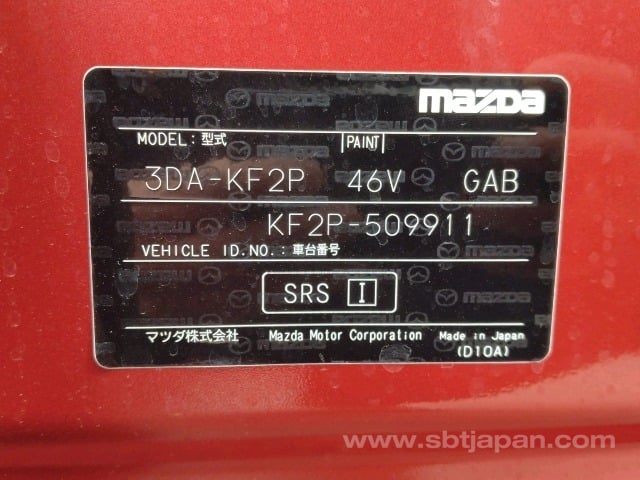 mazda
MODEL:型式 PAINT
3DA-KF2P 46V GAB
KF2P-509911
VEHICLE ID.NO.:車台番号
SRS I
マツダ株式会社 Mazda Motor Corporation Made in Japan
(D10A)
www.sbtjapan.com